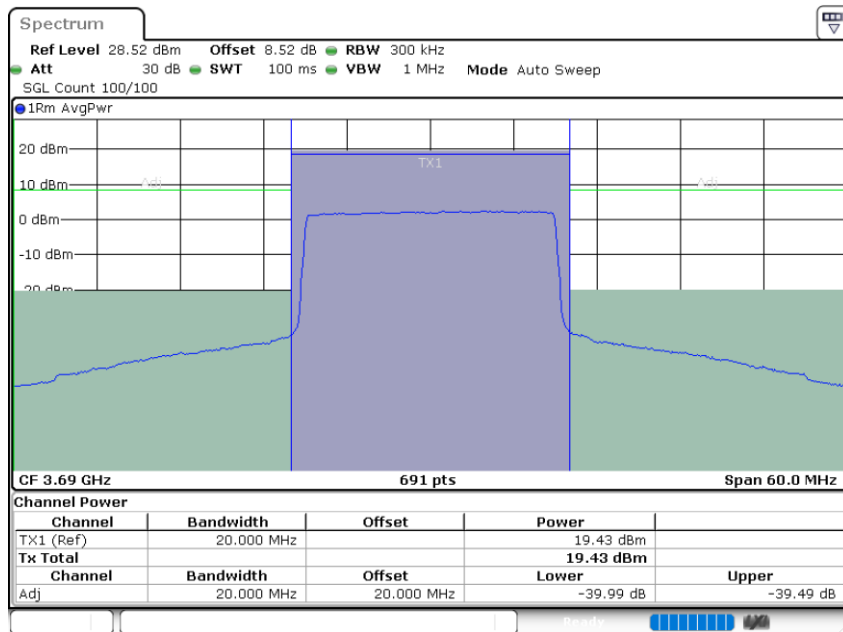 Spectrum
Ref Level 28.52 dBm Offset 8.52 dB RBW 300 kHz
Att 30 dB SWT 100 ms VBW 1 MHz Mode Auto Sweep
SGL Count 100/100
1Rm AvgPwr
20 dBm
TX1
10 dBm Adj Adj
0 dBm
-10 dBm
-20 dBm
CF 3.69 GHz 691 pts Span 60.0 MHz
Channel Power
Channel Bandwidth Offset Power
TX1 (Ref) 20.000 MHz 19.43 dBm
Tx Total 19.43 dBm
Channel Bandwidth Offset Lower Upper
Adj 20.000 MHz 20.000 MHz -39.99 dB -39.49 dB
Ready